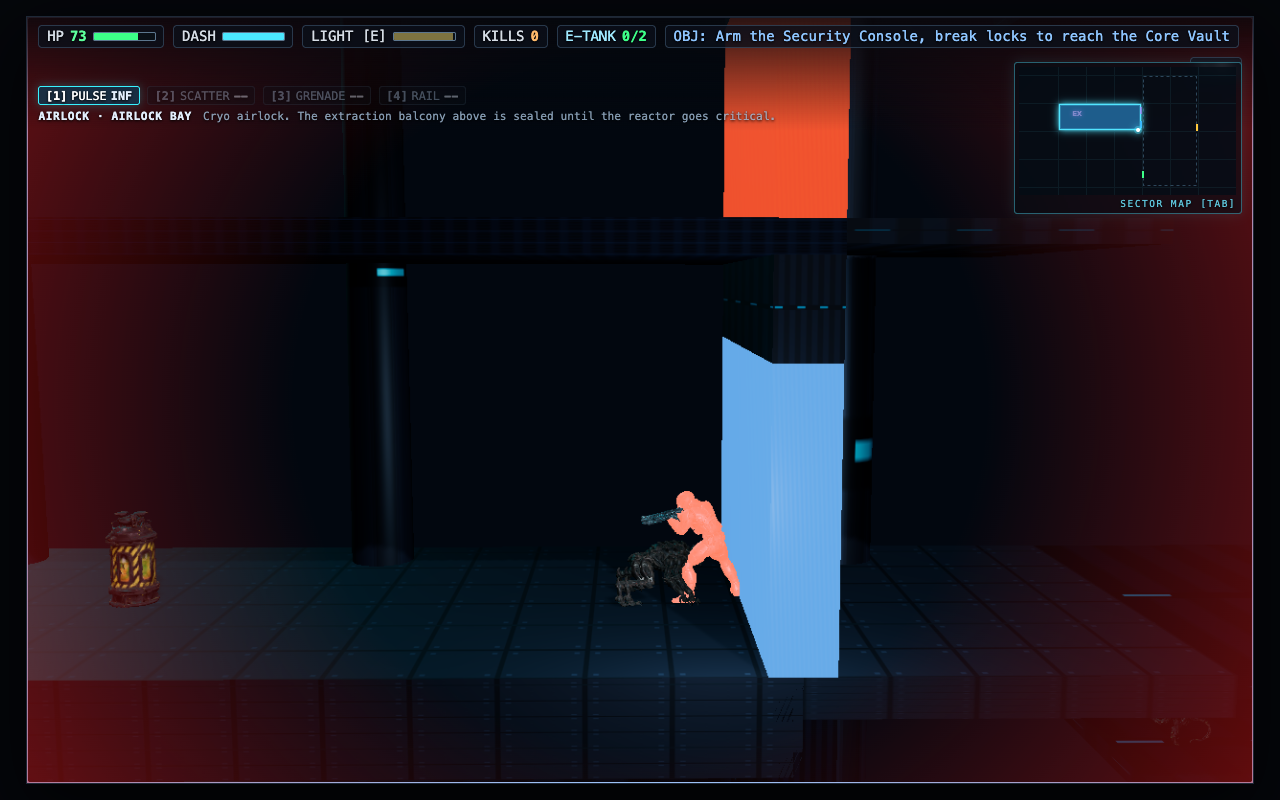 HP 73 DASH LIGHT [E] KILLS 0 E-TANK 0/2 OBJ: Arm the Security Console, break locks to reach the Core Vault
[1] PULSE INF [2] SCATTER —— [3] GRENADE —— [4] RAIL ——
AIRLOCK · AIRLOCK BAY Cryo airlock. The extraction balcony above is sealed until the reactor goes critical.
EX
SECTOR MAP [TAB]